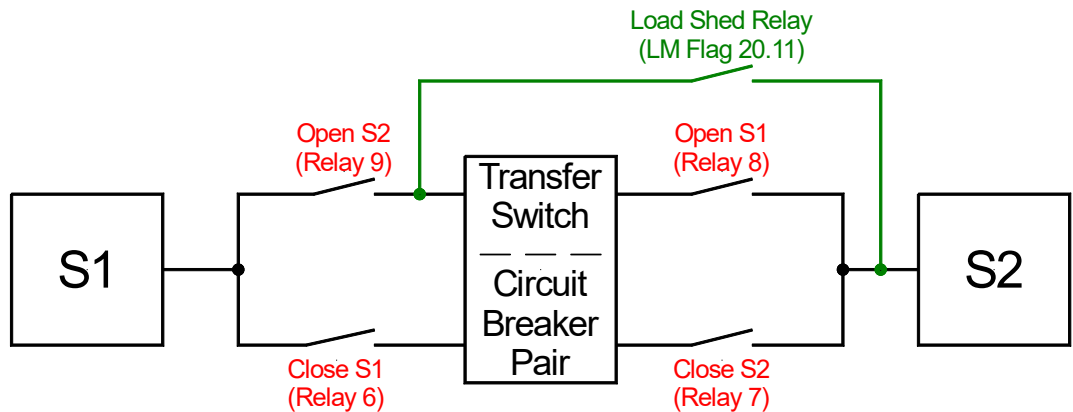 Load Shed Relay
(LM Flag 20.11)
Open S2
(Relay 9)
Open S1
(Relay 8)
Transfer
Switch
S1
S2
Circuit
Breaker
Pair
Close S1
(Relay 6)
Close S2
(Relay 7)